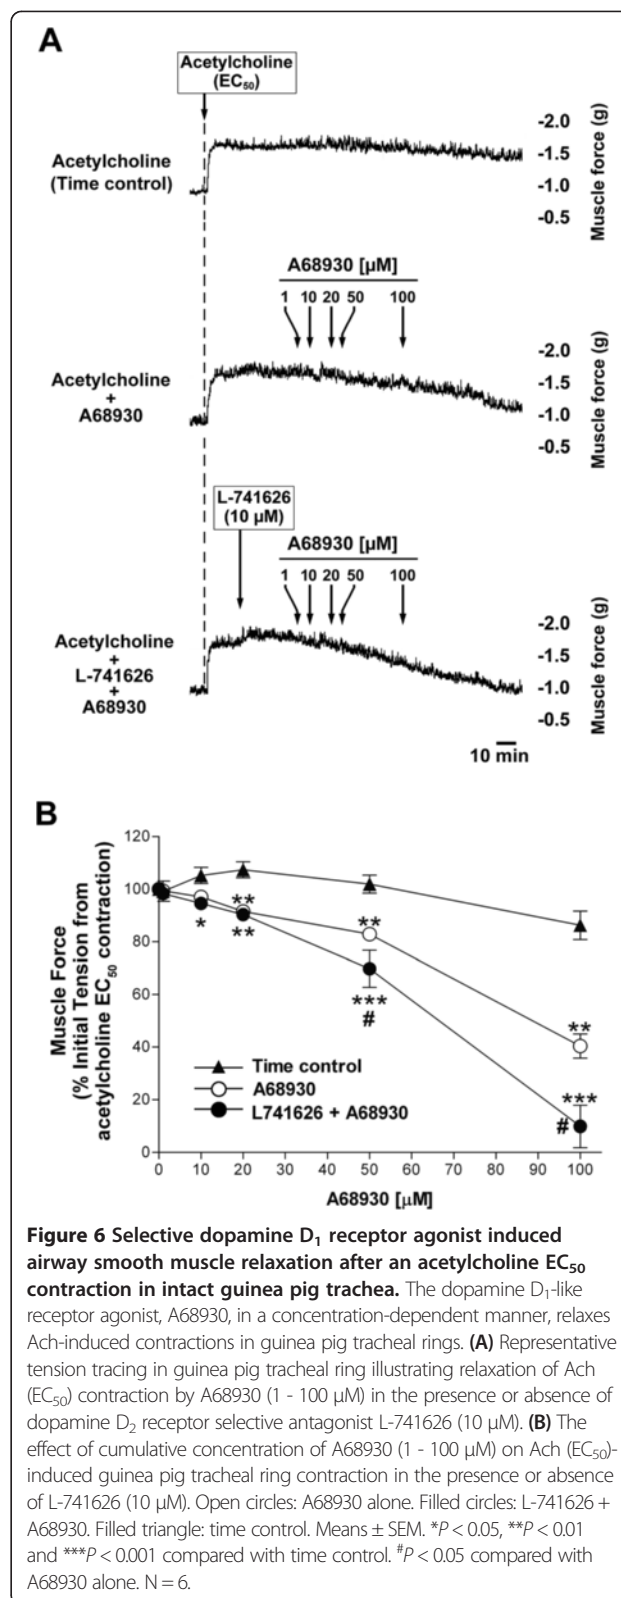 A
Acetylcholine
(EC50)
Acetylcholine
(Time control)
-2.0
-1.5
-1.0
-0.5
Muscle force (g)
A68930 [µM]
1 10 20 50 100
Acetylcholine
+
A68930
-2.0
-1.5
-1.0
-0.5
Muscle force (g)
L-741626
(10 µM)
A68930 [µM]
1 10 20 50 100
Acetylcholine
+
L-741626
+
A68930
-2.0
-1.5
-1.0
-0.5
Muscle force (g)
10 min
B
Muscle Force
(% Initial Tension from
acetylcholine EC50 contraction)
120
100
80
60
40
20
0
*
**
**
**
***
#
**
***
#
Time control
A68930
L741626 + A68930
0 10 20 30 40 50 60 70 80 90 100
A68930 [µM]
Figure 6 Selective dopamine D1 receptor agonist induced
airway smooth muscle relaxation after an acetylcholine EC50
contraction in intact guinea pig trachea. The dopamine D1-like
receptor agonist, A68930, in a concentration-dependent manner, relaxes
Ach-induced contractions in guinea pig tracheal rings. (A) Representative
tension tracing in guinea pig tracheal ring illustrating relaxation of Ach
(EC50) contraction by A68930 (1 - 100 µM) in the presence or absence of
dopamine D2 receptor selective antagonist L-741626 (10 µM). (B) The
effect of cumulative concentration of A68930 (1 - 100 µM) on Ach (EC50)-
induced guinea pig tracheal ring contraction in the presence or absence
of L-741626 (10 µM). Open circles: A68930 alone. Filled circles: L-741626 +
A68930. Filled triangle: time control. Means ± SEM. *P < 0.05, **P < 0.01
and ***P < 0.001 compared with time control. #P < 0.05 compared with
A68930 alone. N = 6.